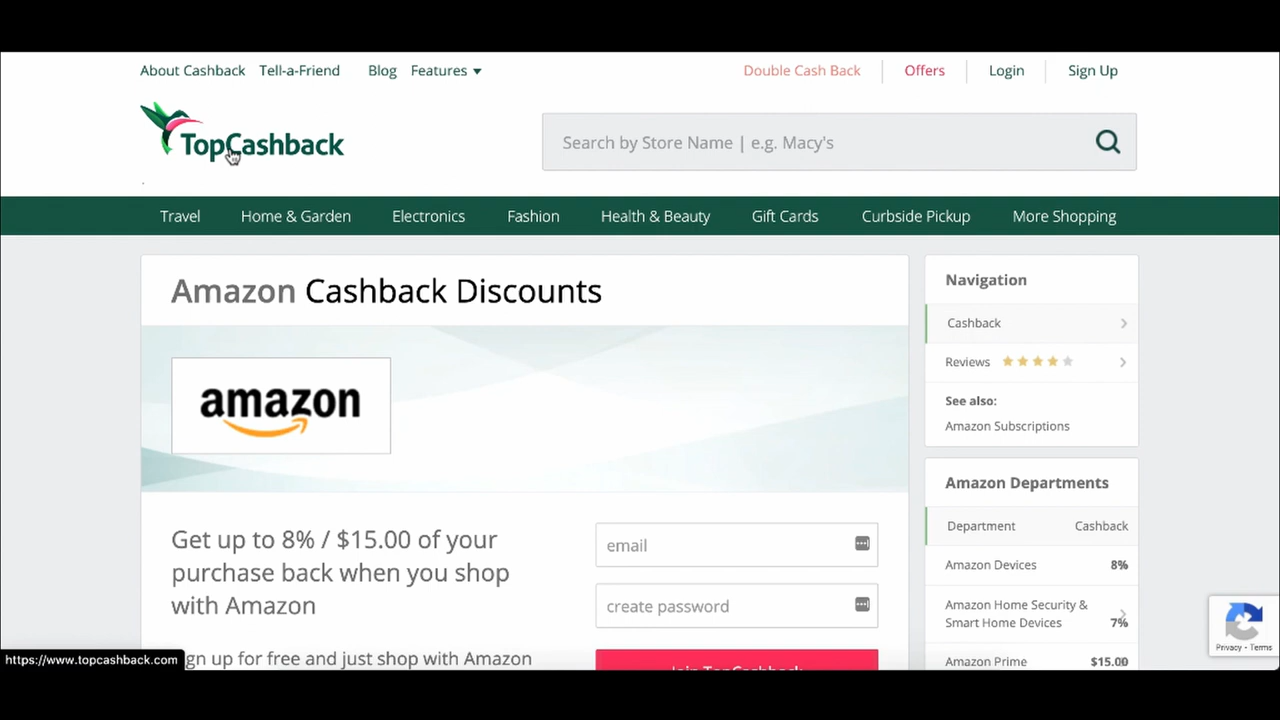 About Cashback Tell-a-Friend Blog Features Double Cash Back Offers Login Sign Up
TopCashback
Search by Store Name | e.g. Macy's
Travel Home & Garden Electronics Fashion Health & Beauty Gift Cards Curbside Pickup More Shopping
Amazon Cashback Discounts
amazon
Get up to 8% / $15.00 of your
purchase back when you shop
with Amazon
gn up for free and just shop with Amazon
email
create password
Join TopCashback
Navigation
Cashback
Reviews
See also:
Amazon Subscriptions
Amazon Departments
Department Cashback
Amazon Devices 8%
Amazon Home Security &
Smart Home Devices 7%
Amazon Prime $15.00
Privacy - Terms
https://www.topcashback.com